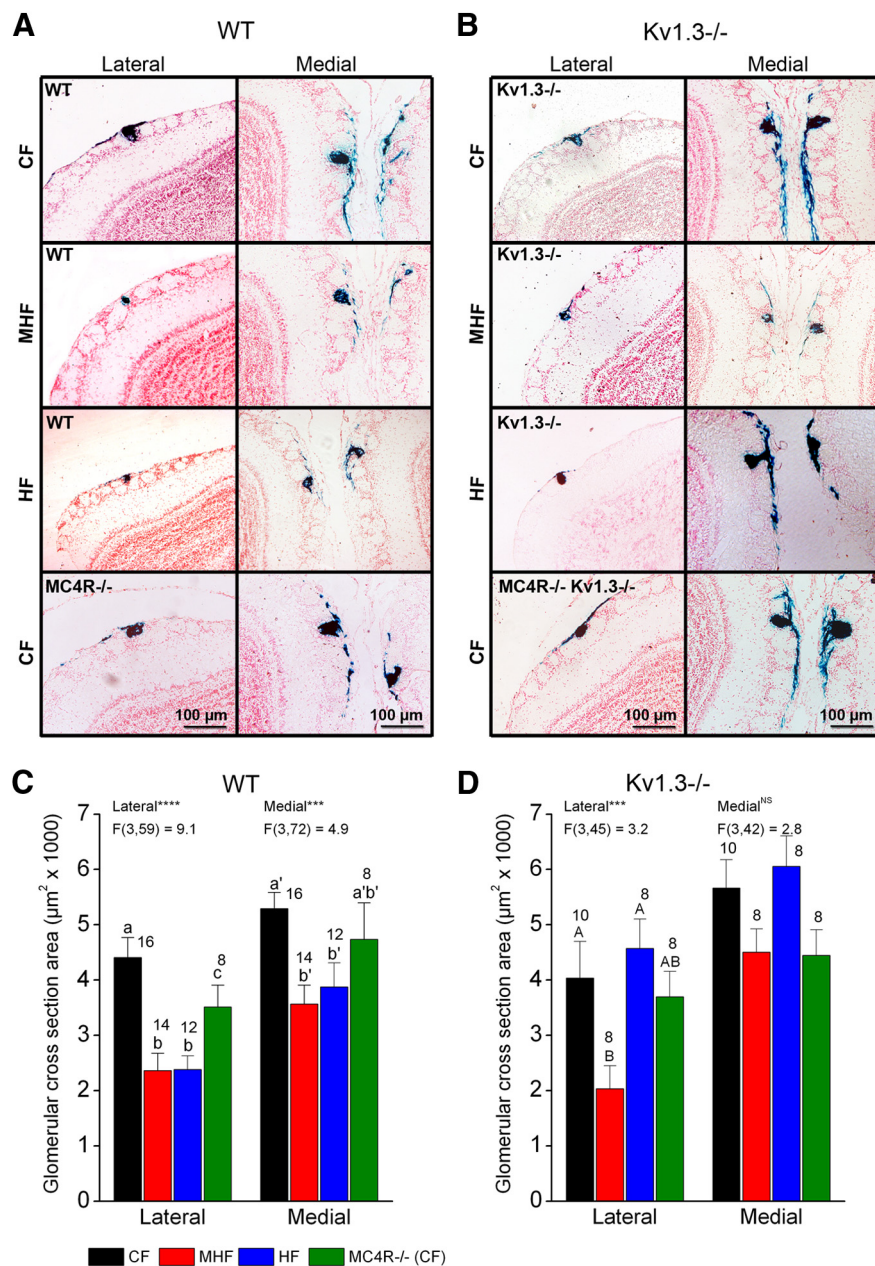 A
WT
B
Kv1.3-/-
Lateral
Medial
Lateral
Medial
CF
WT
CF
Kv1.3-/-
MHF
WT
MHF
Kv1.3-/-
HF
WT
HF
Kv1.3-/-
CF
MC4R-/-
100 µm
100 µm
CF
MC4R-/- Kv1.3-/-
100 µm
100 µm
C
WT
Glomerular cross section area (µm² x 1000)
7
6
5
4
3
2
1
0
Lateral****
F(3,59) = 9.1
Medial***
F(3,72) = 4.9
a
16
14
b
12
b
8
c
a'
16
14
b'
12
b'
8
a'b'
Lateral
Medial
D
Kv1.3-/-
Glomerular cross section area (µm² x 1000)
7
6
5
4
3
2
1
0
Lateral***
F(3,45) = 3.2
Medial^NS
F(3,42) = 2.8
10
A
8
B
8
A
8
AB
10
8
8
8
Lateral
Medial
CF MHF HF MC4R-/- (CF)